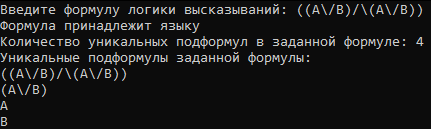 Введите формулу логики высказываний: ((A\/B)/\(A\/B))
Формула принадлежит языку
Количество уникальных подформул в заданной формуле: 4
Уникальные подформулы заданной формулы:
((A\/B)/\(A\/B))
(A\/B)
A
B